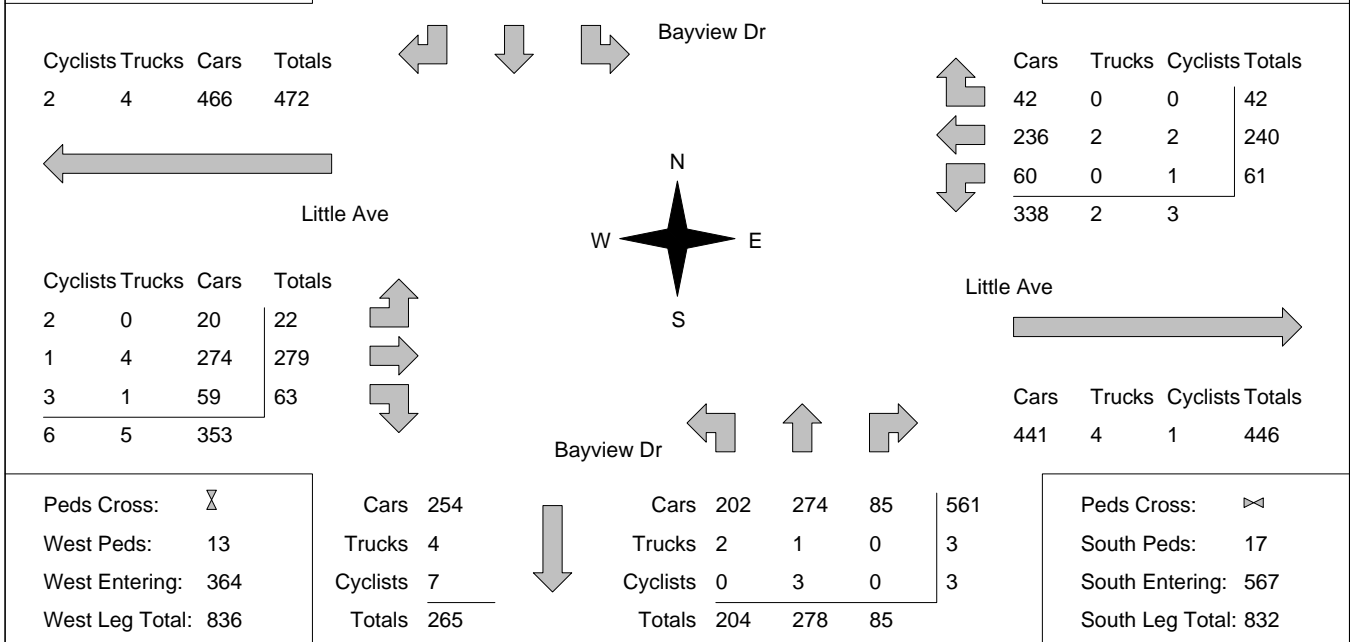 Bayview Dr
Cyclists Trucks Cars Totals
2 4 466 472
Cars Trucks Cyclists Totals
42 0 0 42
236 2 2 240
60 0 1 61
338 2 3
N
W E
S
Little Ave
Little Ave
Cyclists Trucks Cars Totals
2 0 20 22
1 4 274 279
3 1 59 63
6 5 353
Cars Trucks Cyclists Totals
441 4 1 446
Bayview Dr
Peds Cross:
West Peds: 13
West Entering: 364
West Leg Total: 836
Cars 254
Trucks 4
Cyclists 7
Totals 265
Cars 202 274 85 561
Trucks 2 1 0 3
Cyclists 0 3 0 3
Totals 204 278 85
Peds Cross:
South Peds: 17
South Entering: 567
South Leg Total: 832